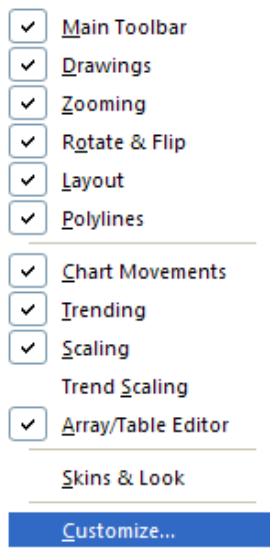 Main Toolbar
Drawings
Zooming
Rotate & Flip
Layout
Polylines
Chart Movements
Trending
Scaling
Trend Scaling
Array/Table Editor
Skins & Look
Customize...